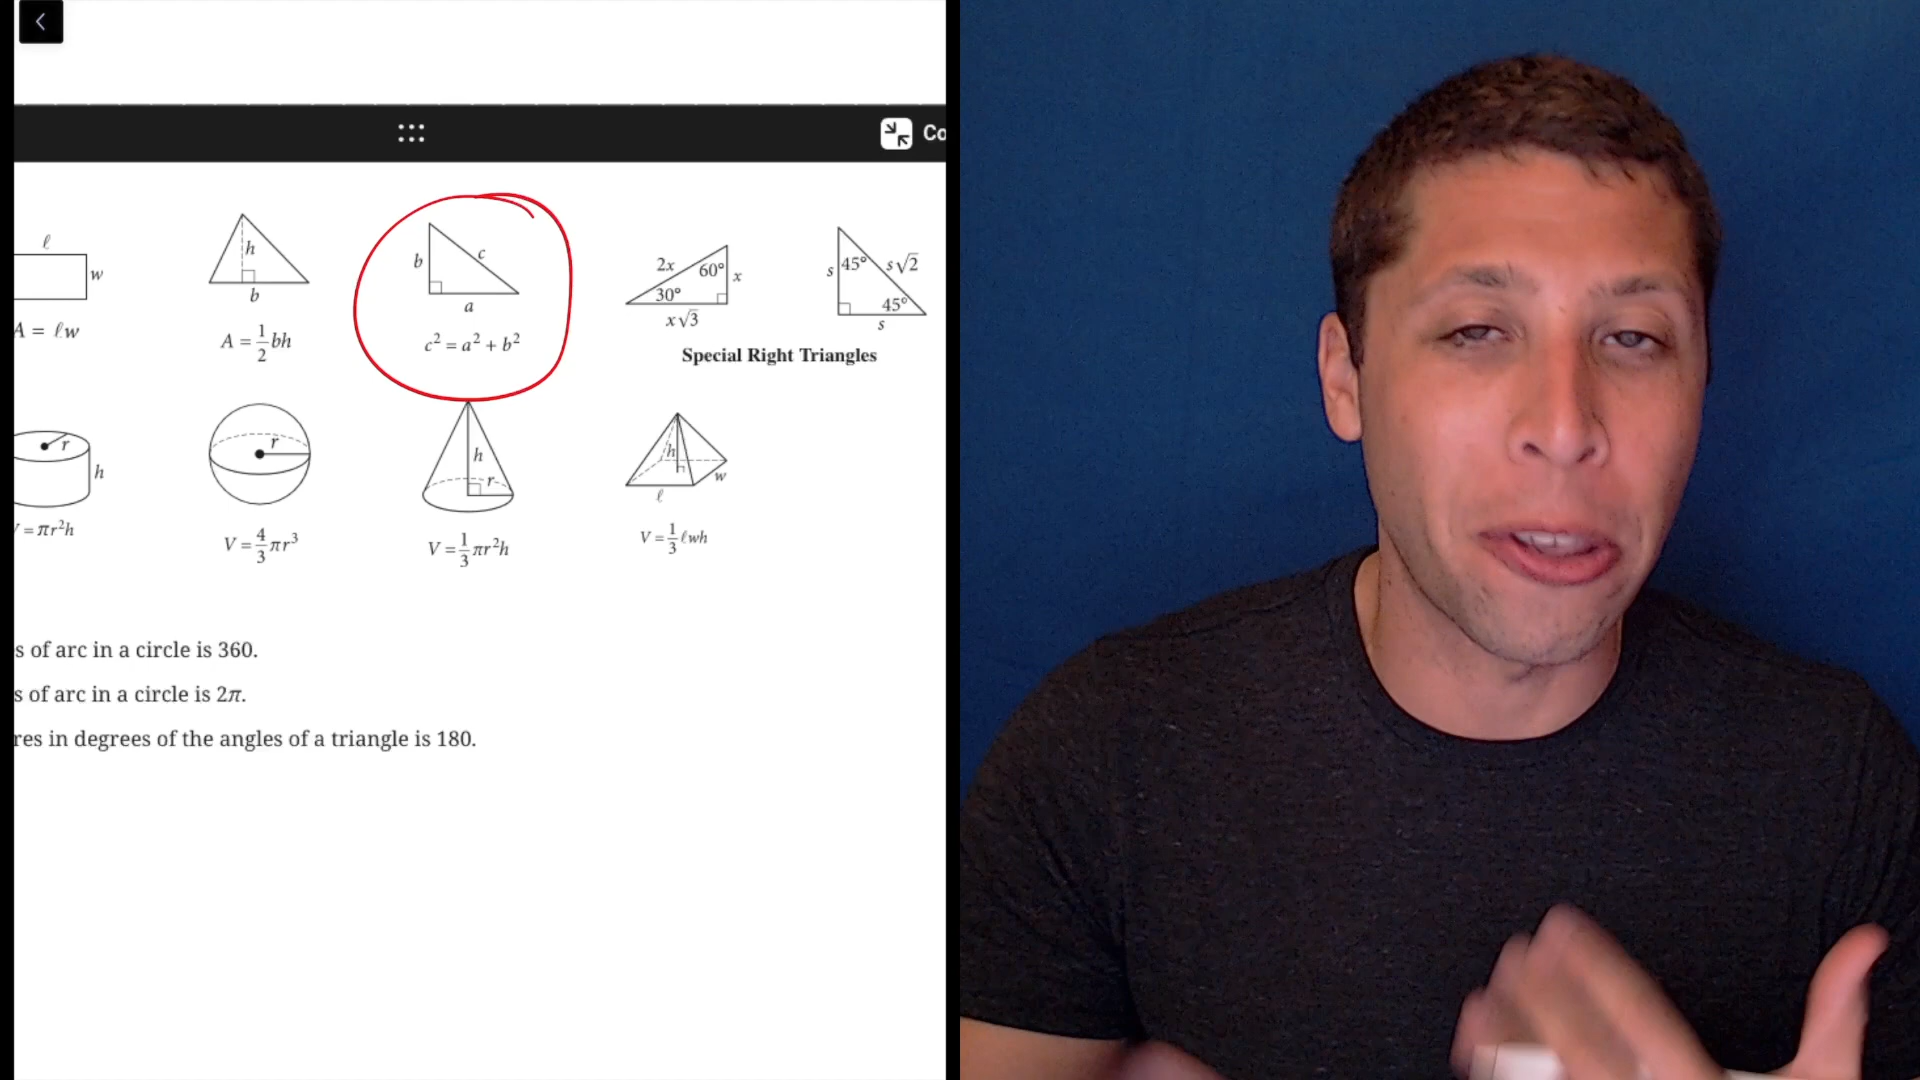 Co
ℓ
w
A = ℓw
h
b
A = 1/2 bh
b
c
a
c² = a² + b²
2x
60°
x
30°
x√3
s
45°
s√2
45°
s
Special Right Triangles
r
h
V = πr²h
r
V = 4/3 πr³
h
r
V = 1/3 πr²h
h
w
ℓ
V = 1/3 ℓwh
s of arc in a circle is 360.
s of arc in a circle is 2π.
res in degrees of the angles of a triangle is 180.